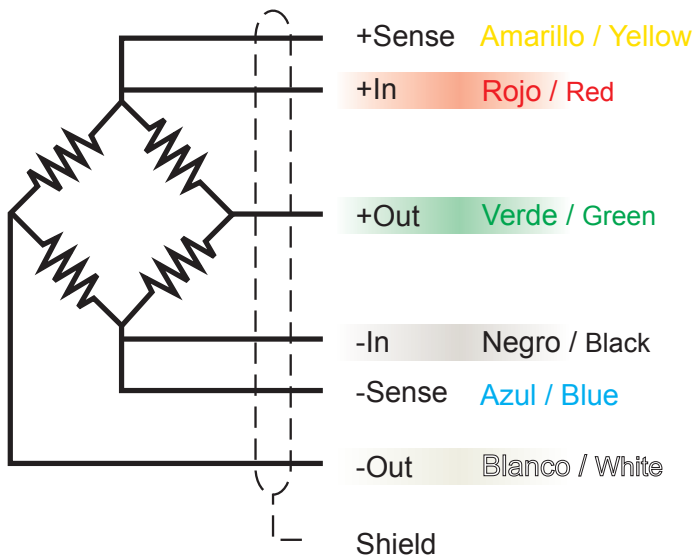 +Sense Amarillo / Yellow
+In Rojo / Red
+Out Verde / Green
-In Negro / Black
-Sense Azul / Blue
-Out Blanco / White
Shield